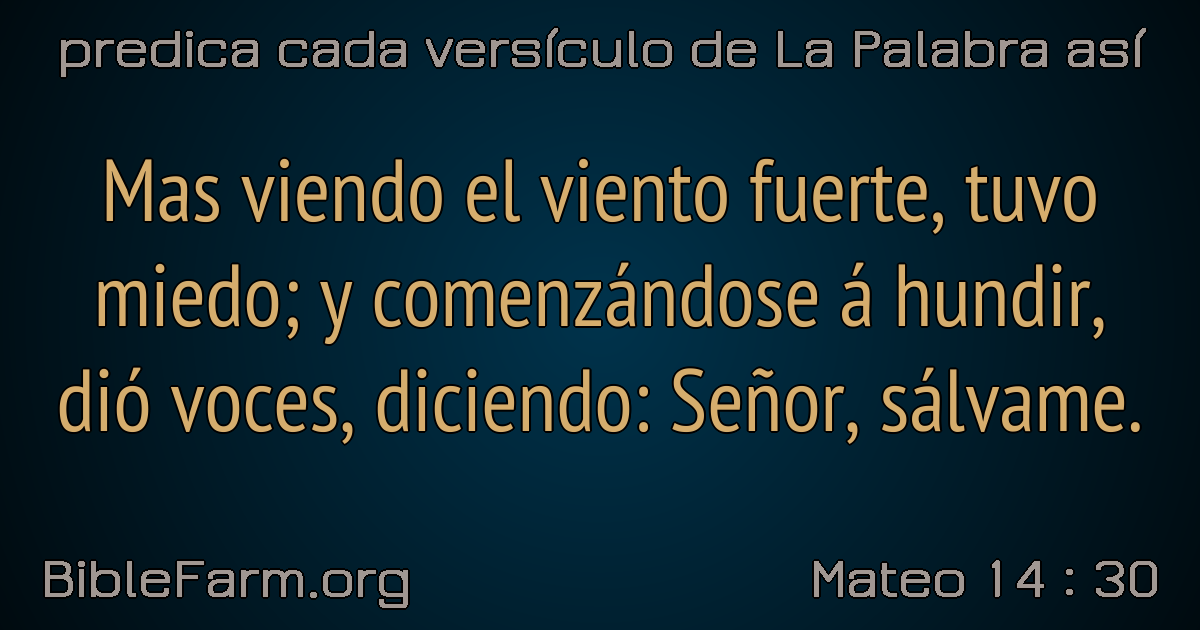 predica cada versículo de La Palabra así
Mas viendo el viento fuerte, tuvo
miedo; y comenzándose á hundir,
dió voces, diciendo: Señor, sálvame.
BibleFarm.org
Mateo 14 : 30